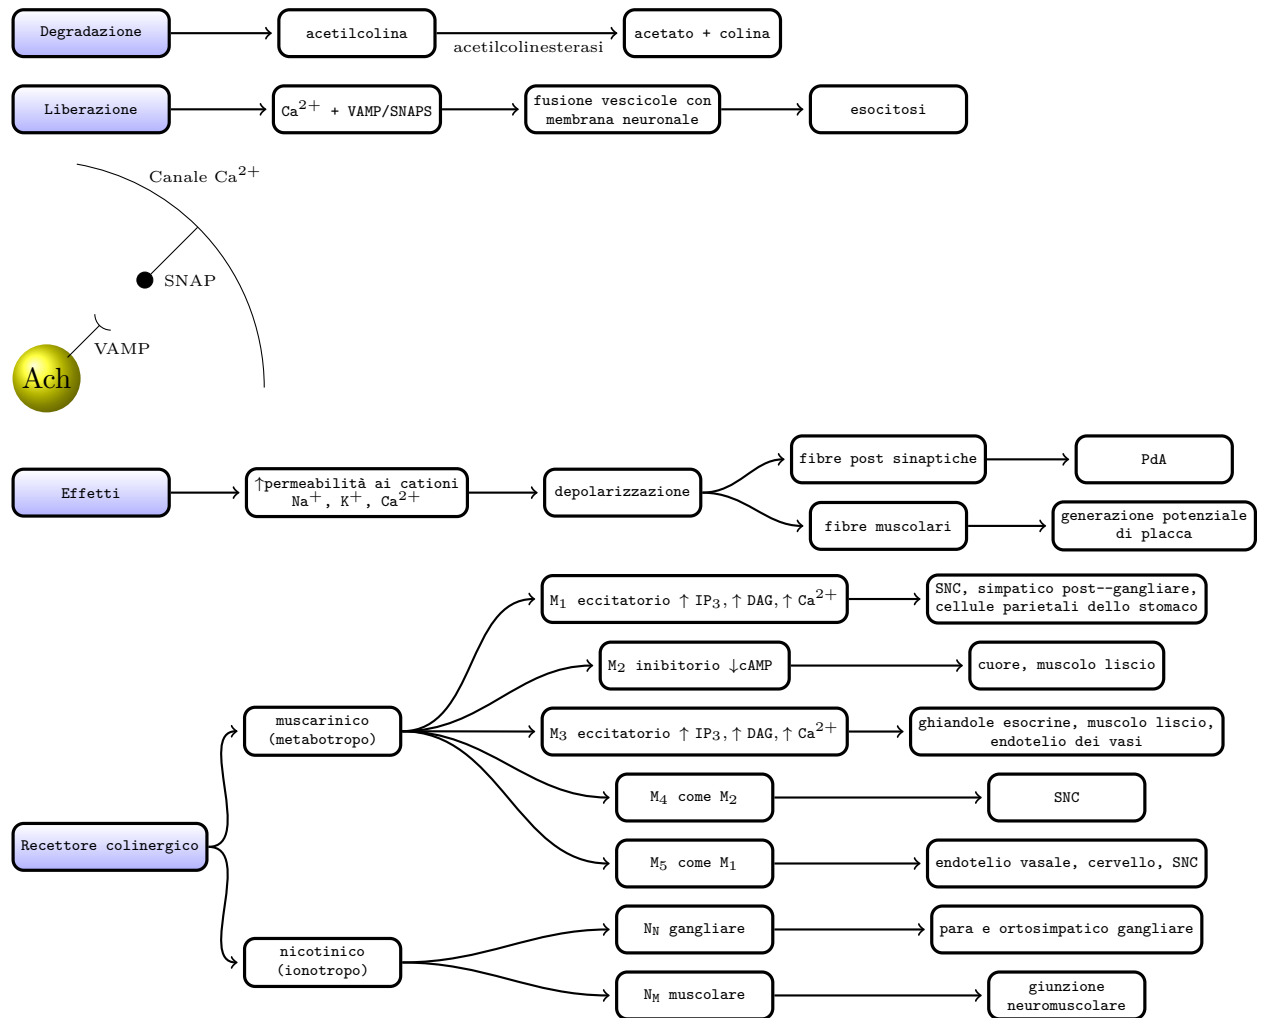 Degradazione
acetilcolina
acetilcolinesterasi
acetato + colina
Liberazione
Ca²⁺ + VAMP/SNAPS
fusione vescicole con
membrana neuronale
esocitosi
Canale Ca²⁺
SNAP
VAMP
Ach
Effetti
↑permeabilità ai cationi
Na⁺, K⁺, Ca²⁺
depolarizzazione
fibre post sinaptiche
PdA
fibre muscolari
generazione potenziale
di placca
Recettore colinergico
muscarinico
(metabotropo)
M₁ eccitatorio ↑ IP₃, ↑ DAG, ↑ Ca²⁺
SNC, simpatico post--gangliare,
cellule parietali dello stomaco
M₂ inibitorio ↓cAMP
cuore, muscolo liscio
M₃ eccitatorio ↑ IP₃, ↑ DAG, ↑ Ca²⁺
ghiandole esocrine, muscolo liscio,
endotelio dei vasi
M₄ come M₂
SNC
M₅ come M₁
endotelio vasale, cervello, SNC
nicotinico
(ionotropo)
N_N gangliare
para e ortosimpatico gangliare
N_M muscolare
giunzione
neuromuscolare